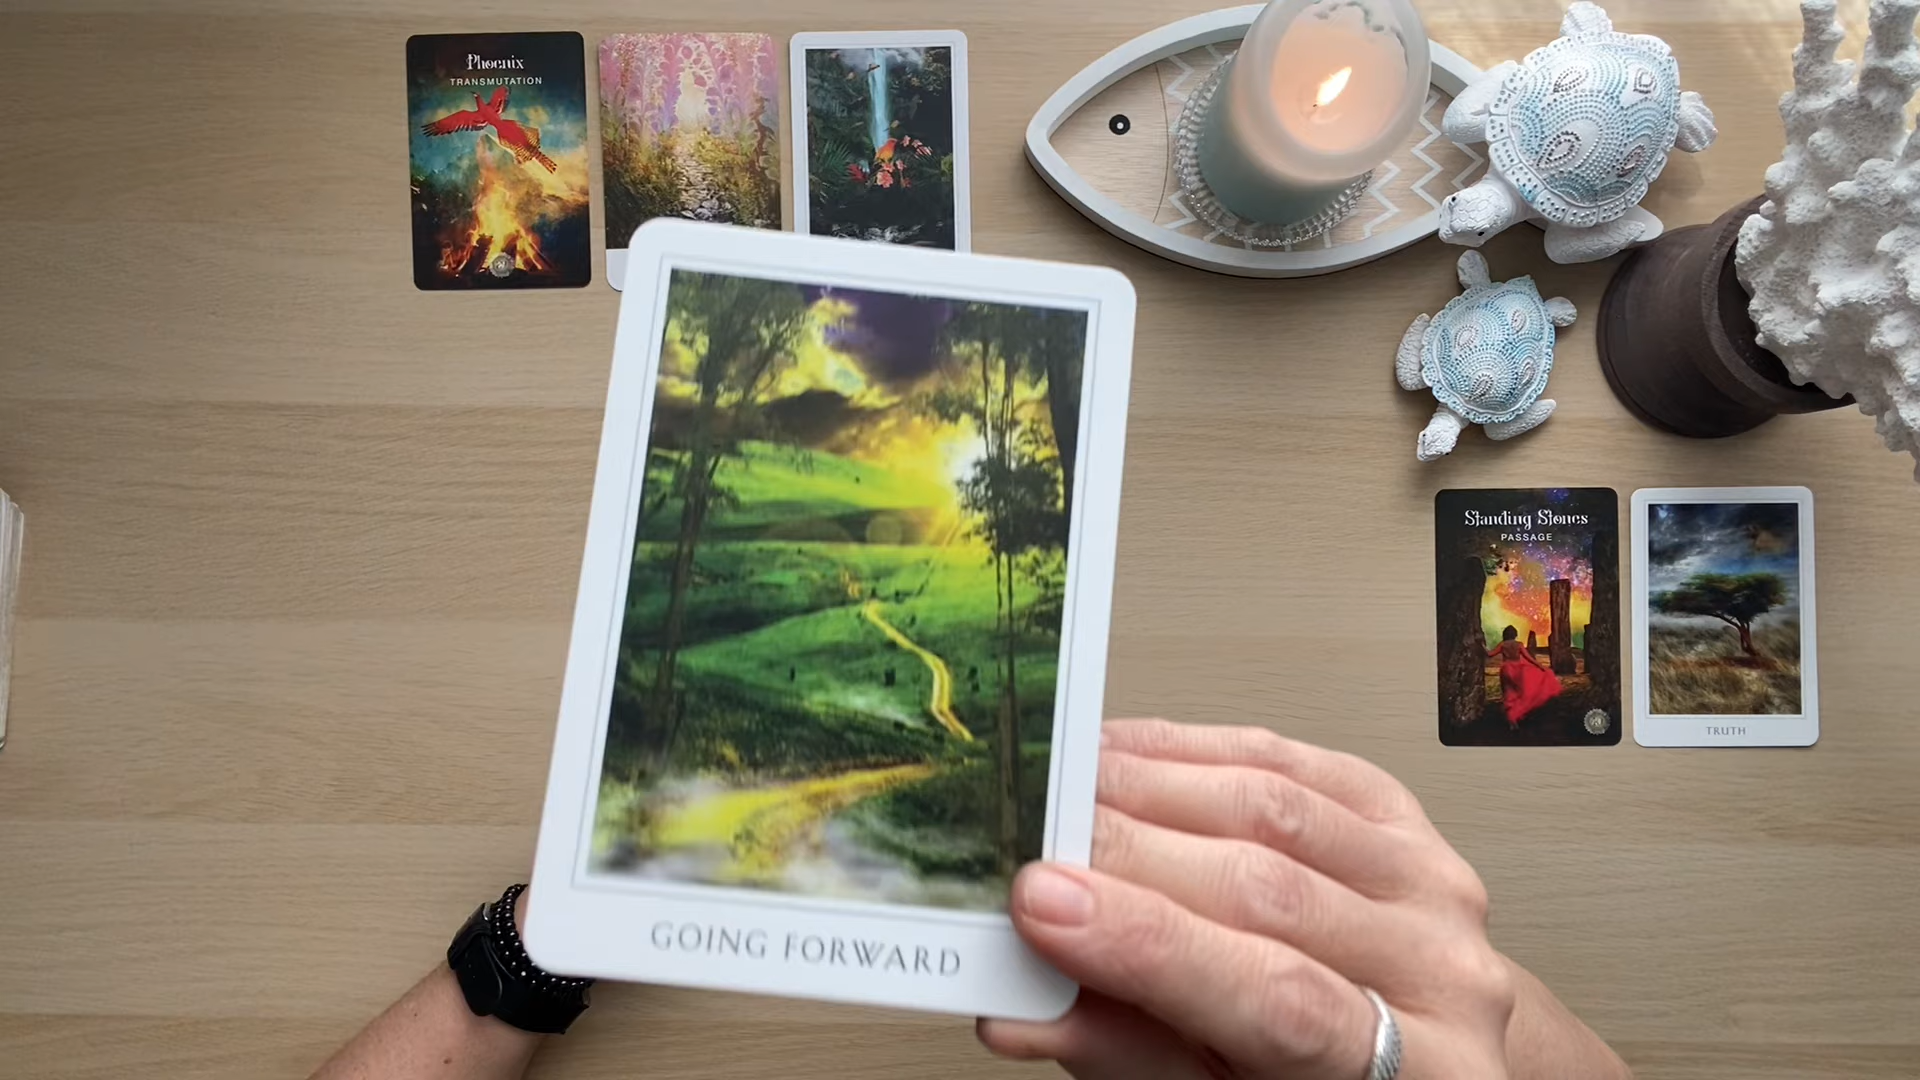 Phoenix
TRANSMUTATION
GOING FORWARD
Standing Stones
PASSAGE
TRUTH